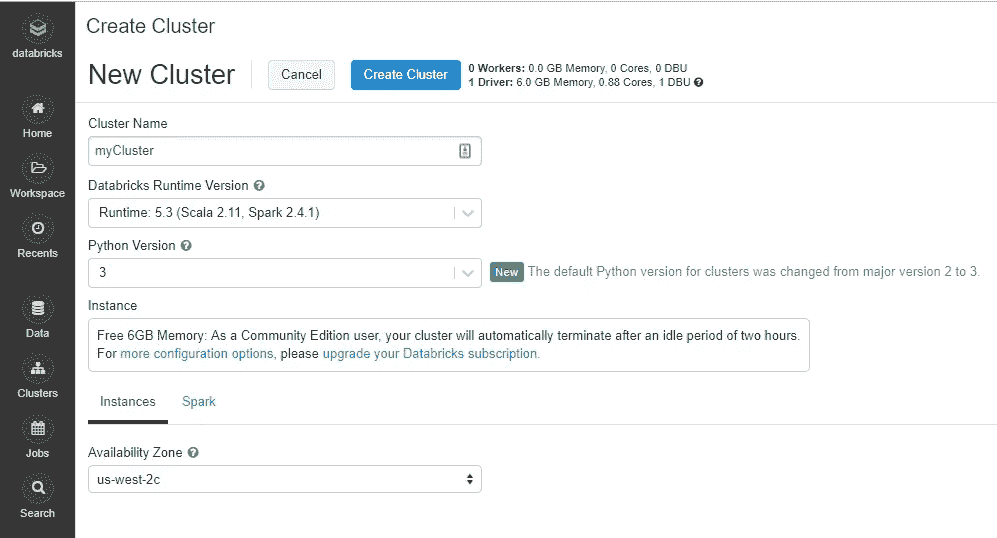 databricks
Home
Workspace
Recents
Data
Clusters
Jobs
Search
Create Cluster
New Cluster
Cancel
Create Cluster
0 Workers: 0.0 GB Memory, 0 Cores, 0 DBU
1 Driver: 6.0 GB Memory, 0.88 Cores, 1 DBU ?
Cluster Name
myCluster
Databricks Runtime Version ?
Runtime: 5.3 (Scala 2.11, Spark 2.4.1)
Python Version ?
3
New The default Python version for clusters was changed from major version 2 to 3.
Instance
Free 6GB Memory: As a Community Edition user, your cluster will automatically terminate after an idle period of two hours.
For more configuration options, please upgrade your Databricks subscription.
Instances Spark
Availability Zone ?
us-west-2c